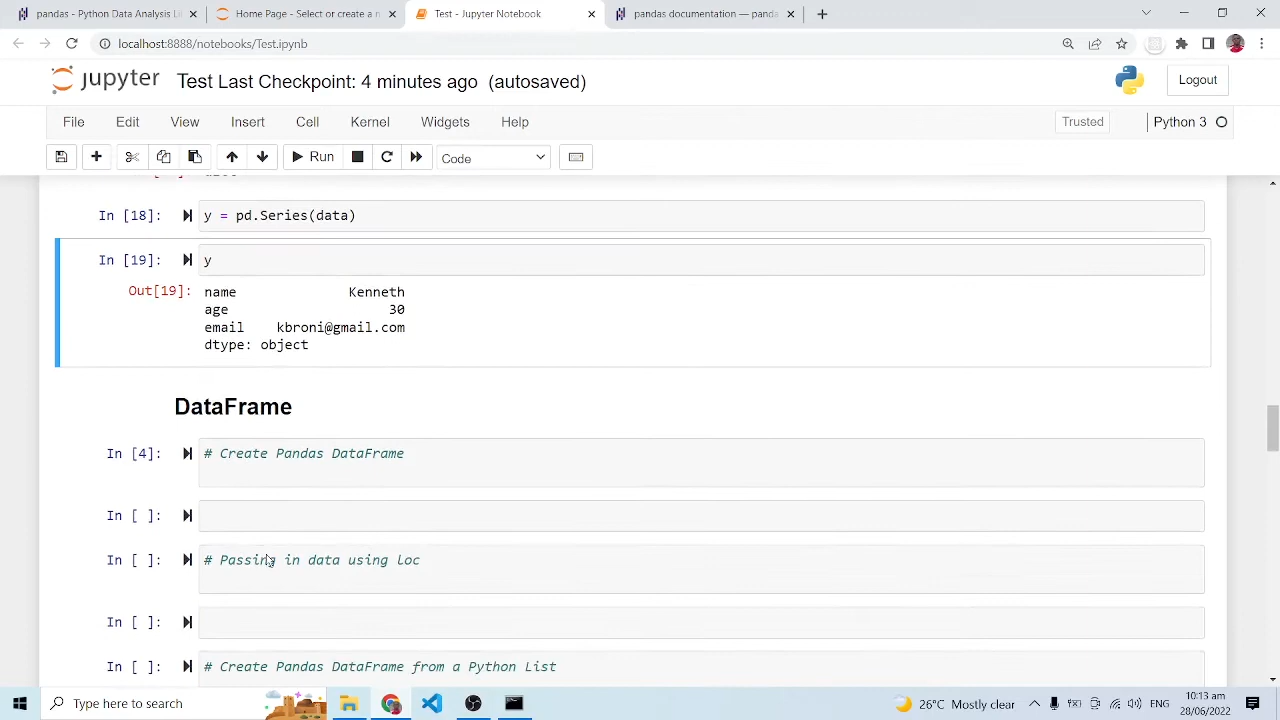 pandas - Python Data Analysis Li
Home Page - Select or create a n
Test - Jupyter Notebook
pandas documentation — panda
localhost:8888/notebooks/Test.ipynb
jupyter Test Last Checkpoint: 4 minutes ago (autosaved)
Logout
File Edit View Insert Cell Kernel Widgets Help
Trusted Python 3
Run Code
In [18]: y = pd.Series(data)
In [19]: y
Out[19]: name Kenneth
age 30
email kbroni@gmail.com
dtype: object
DataFrame
In [4]: # Create Pandas DataFrame
In [ ]:
In [ ]: # Passing in data using loc
In [ ]:
In [ ]: # Create Pandas DataFrame from a Python List
Type here to search
26°C Mostly clear
ENG
10:13 am
28/06/2022